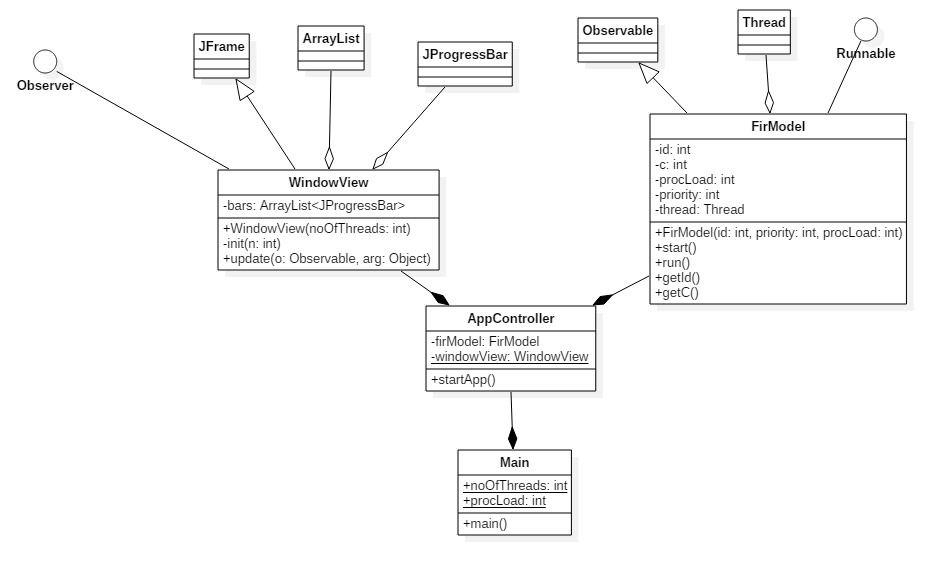 Observer
JFrame
ArrayList
JProgressBar
Observable
Thread
Runnable
WindowView
-bars: ArrayList<JProgressBar>
+WindowView(noOfThreads: int)
-init(n: int)
+update(o: Observable, arg: Object)
FirModel
-id: int
-c: int
-procLoad: int
-priority: int
-thread: Thread
+FirModel(id: int, priority: int, procLoad: int)
+start()
+run()
+getId()
+getC()
AppController
-firModel: FirModel
-windowView: WindowView
+startApp()
Main
+noOfThreads: int
+procLoad: int
+main()